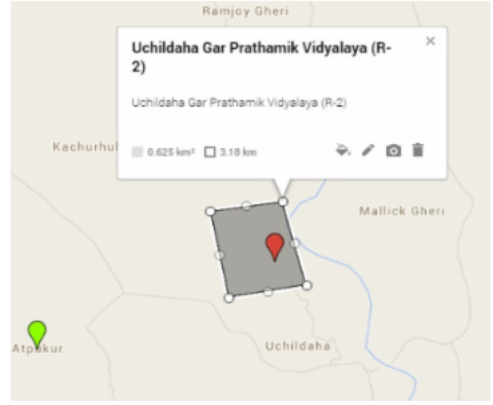 Ramjoy Gheri
Uchildaha Gar Prathamik Vidyalaya (R-
2)
Uchildaha Gar Prathamik Vidyalaya (R-2)
0.625 km² 3.18 km
Kachurhul
Mallick Gheri
Uchildaha
Atpukur